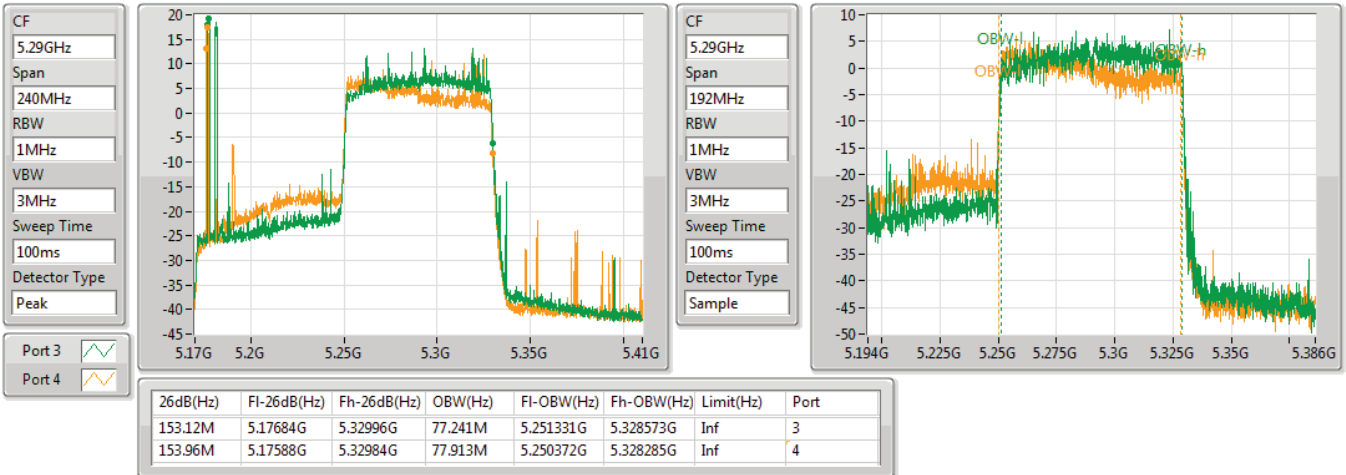 CF
5.29GHz
Span
240MHz
RBW
1MHz
VBW
3MHz
Sweep Time
100ms
Detector Type
Peak
20
15
10
5
0
-5
-10
-15
-20
-25
-30
-35
-40
-45
5.17G 5.2G 5.25G 5.3G 5.35G 5.41G
Port 3
Port 4
CF
5.29GHz
Span
192MHz
RBW
1MHz
VBW
3MHz
Sweep Time
100ms
Detector Type
Sample
10
5
0
-5
-10
-15
-20
-25
-30
-35
-40
-45
-50
OBW-l
OBW-h
5.194G 5.225G 5.25G 5.275G 5.3G 5.325G 5.35G 5.386G
26dB(Hz) Fl-26dB(Hz) Fh-26dB(Hz) OBW(Hz) Fl-OBW(Hz) Fh-OBW(Hz) Limit(Hz) Port
153.12M 5.17684G 5.32996G 77.241M 5.251331G 5.328573G Inf 3
153.96M 5.17588G 5.32984G 77.913M 5.250372G 5.328285G Inf 4